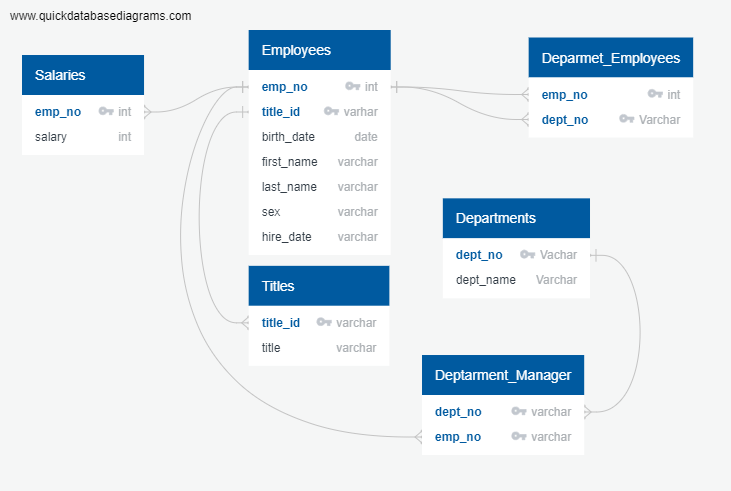 www.quickdatabasediagrams.com
Salaries
emp_no int
salary int
Employees
emp_no int
title_id varhar
birth_date date
first_name varchar
last_name varchar
sex varchar
hire_date varchar
Deparmet_Employees
emp_no int
dept_no Varchar
Departments
dept_no Vachar
dept_name Varchar
Titles
title_id varchar
title varchar
Deptarment_Manager
dept_no varchar
emp_no varchar